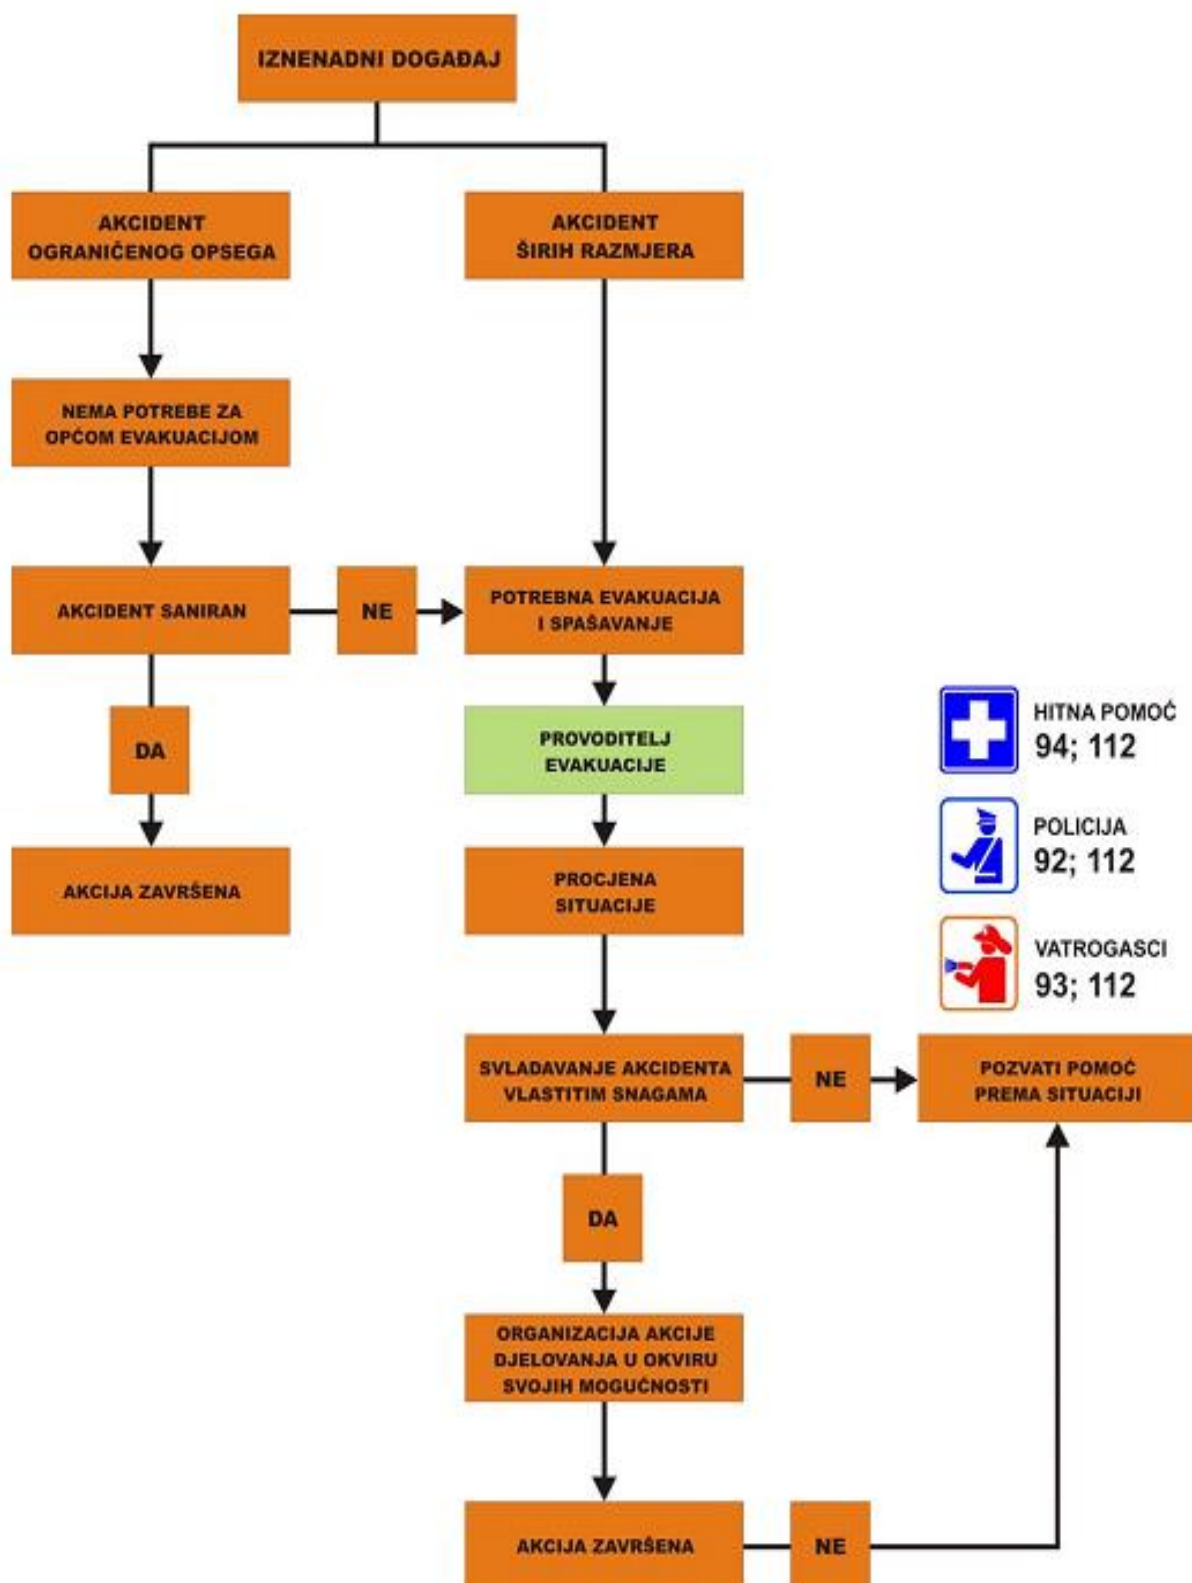 IZNENADNI DOGAĐAJ
AKCIDENT
OGRANIČENOG OPSEGA
AKCIDENT
ŠIRIH RAZMJERA
NEMA POTREBE ZA
OPĆOM EVAKUACIJOM
AKCIDENT SANIRAN
NE
POTREBNA EVAKUACIJA
I SPAŠAVANJE
DA
PROVODITELJ
EVAKUACIJE
HITNA POMOĆ
94; 112
POLICIJA
92; 112
AKCIJA ZAVRŠENA
PROCJENA
SITUACIJE
VATROGASCI
93; 112
SVLADAVANJE AKCIDENTA
VLASTITIM SNAGAMA
NE
POZVATI POMOĆ
PREMA SITUACIJI
DA
ORGANIZACIJA AKCIJE
DJELOVANJA U OKVIRU
SVOJIH MOGUĆNOSTI
AKCIJA ZAVRŠENA
NE